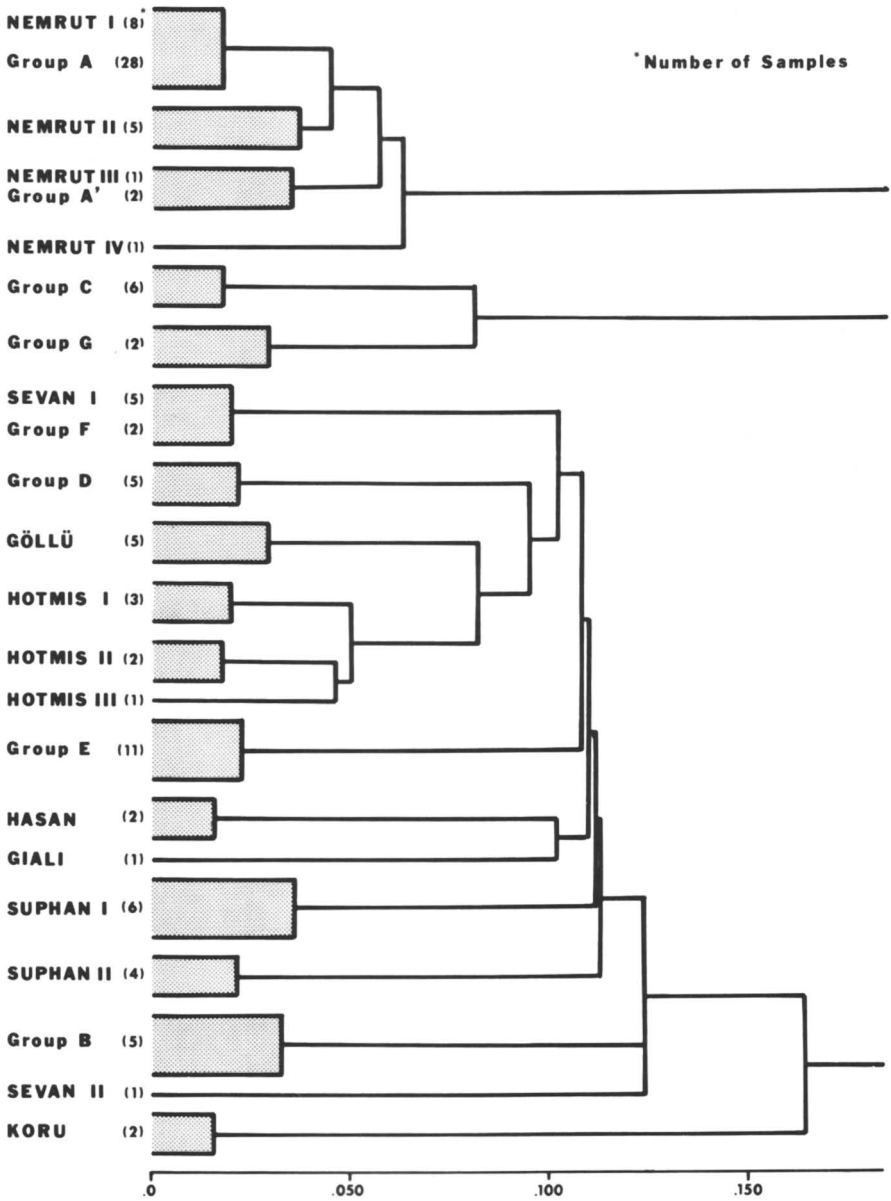 NEMRUT I (8)*
Group A (28)
*Number of Samples
NEMRUT II (5)
NEMRUT III (1)
Group A' (2)
NEMRUT IV (1)
Group C (6)
Group G (2)
SEVAN I (5)
Group F (2)
Group D (5)
GÖLLÜ (5)
HOTMIS I (3)
HOTMIS II (2)
HOTMIS III (1)
Group E (11)
HASAN (2)
GIALI (1)
SUPHAN I (6)
SUPHAN II (4)
Group B (5)
SEVAN II (1)
KORU (2)
.0 .050 .100 .150